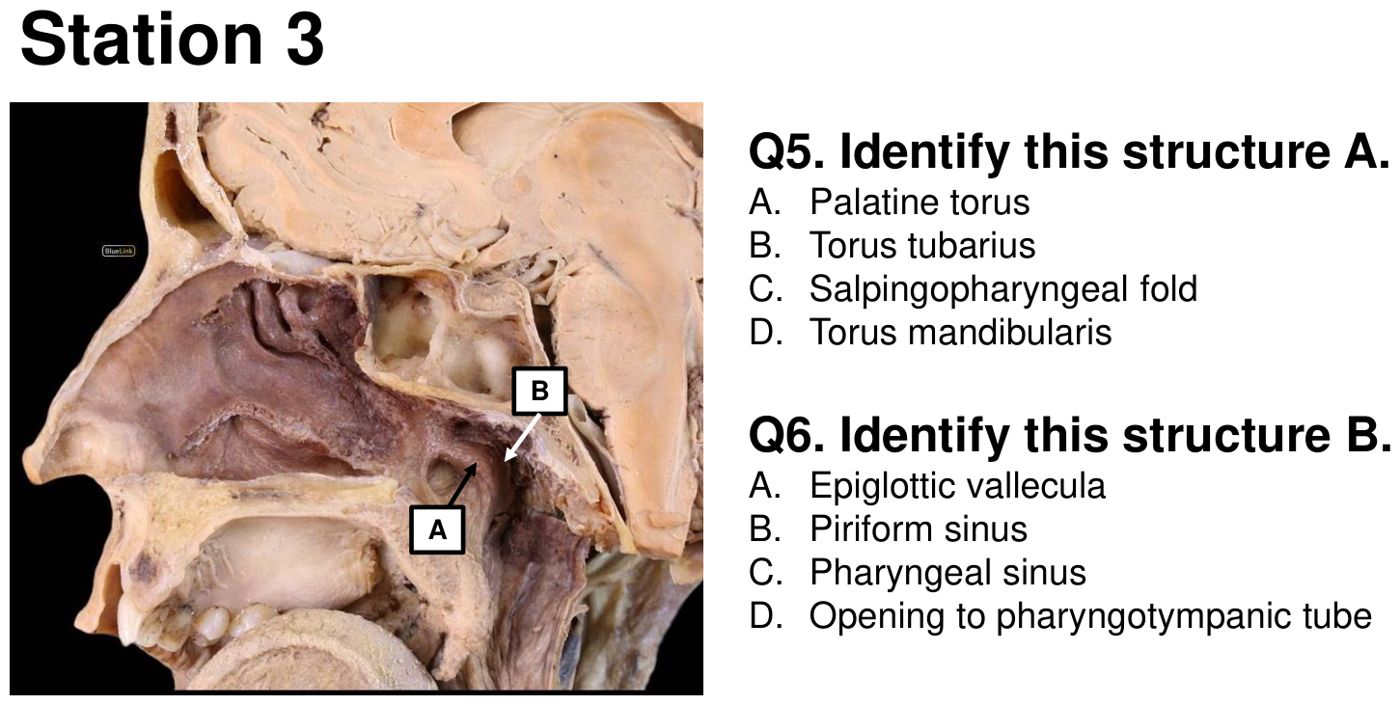 Station 3
BlueLink
B
A
Q5. Identify this structure A.
A. Palatine torus
B. Torus tubarius
C. Salpingopharyngeal fold
D. Torus mandibularis
Q6. Identify this structure B.
A. Epiglottic vallecula
B. Piriform sinus
C. Pharyngeal sinus
D. Opening to pharyngotympanic tube